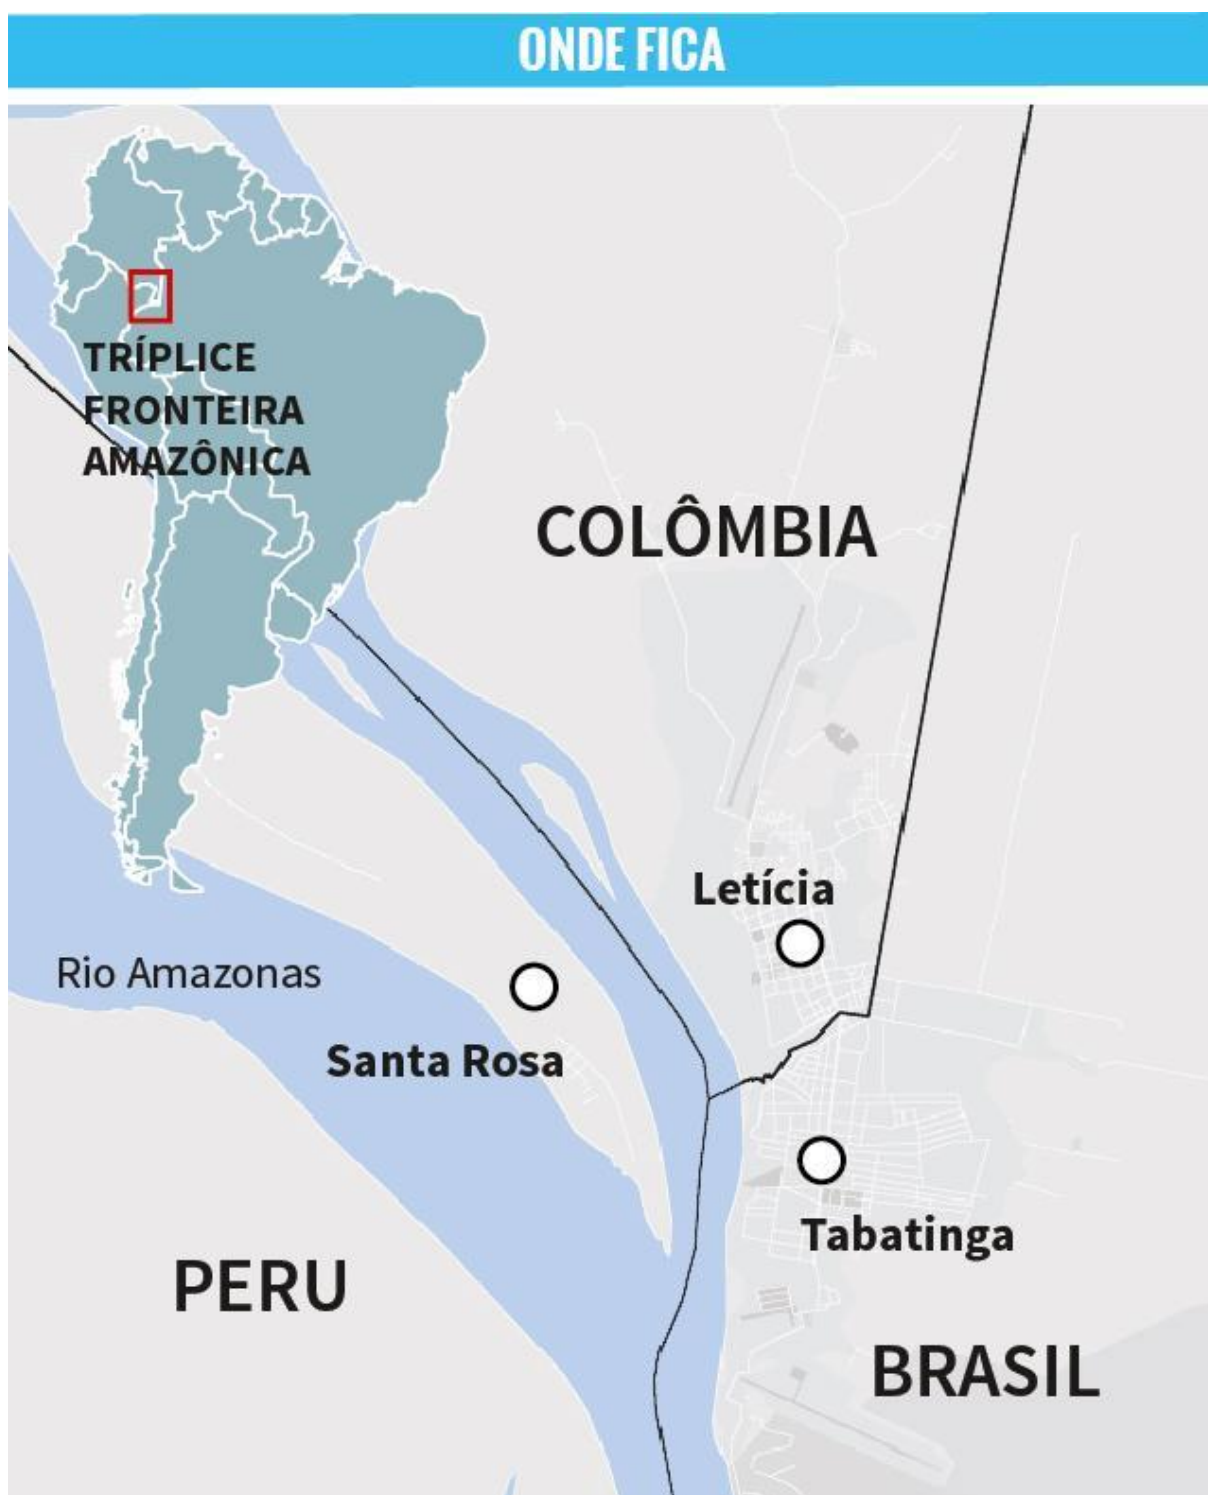 ONDE FICA
TRÍPLICE
FRONTEIRA
AMAZÔNICA
COLÔMBIA
Letícia
Rio Amazonas
Santa Rosa
Tabatinga
PERU
BRASIL